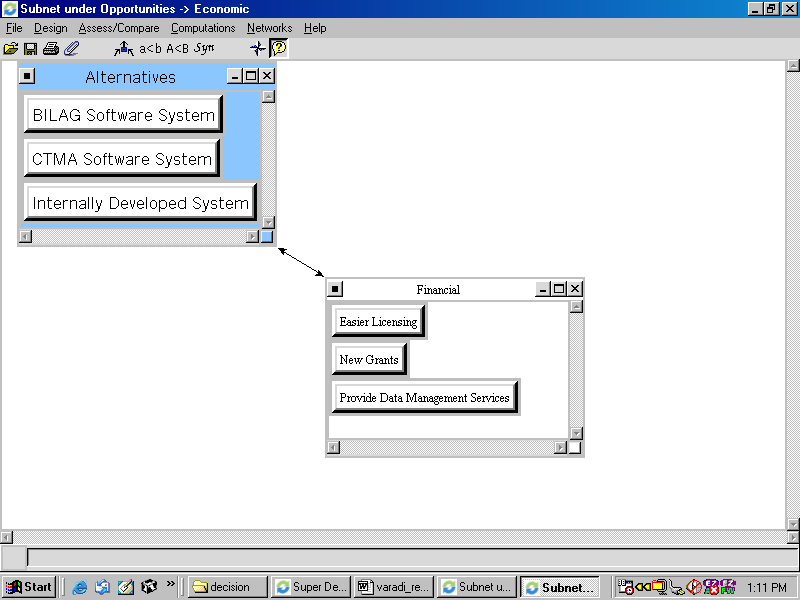 Subnet under Opportunities -> Economic
File Design Assess/Compare Computations Networks Help
a<b A<B Syn
Alternatives
BILAG Software System
CTMA Software System
Internally Developed System
Financial
Easier Licensing
New Grants
Provide Data Management Services
Start » decision Super De... varadi_re... Subnet u... Subnet... 1:11 PM